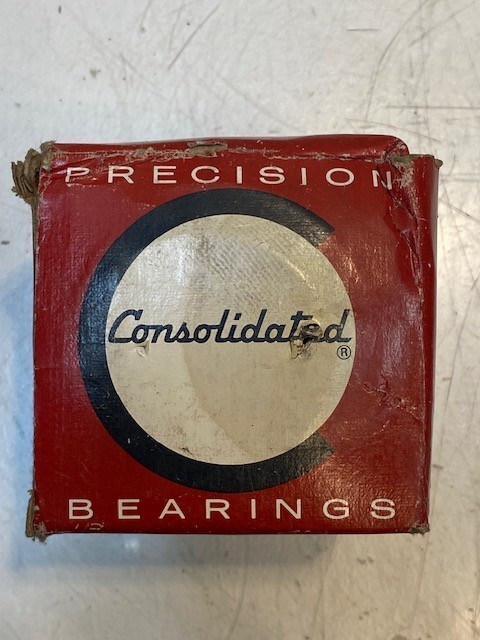 PRECISION
Consolidated
®
BEARINGS